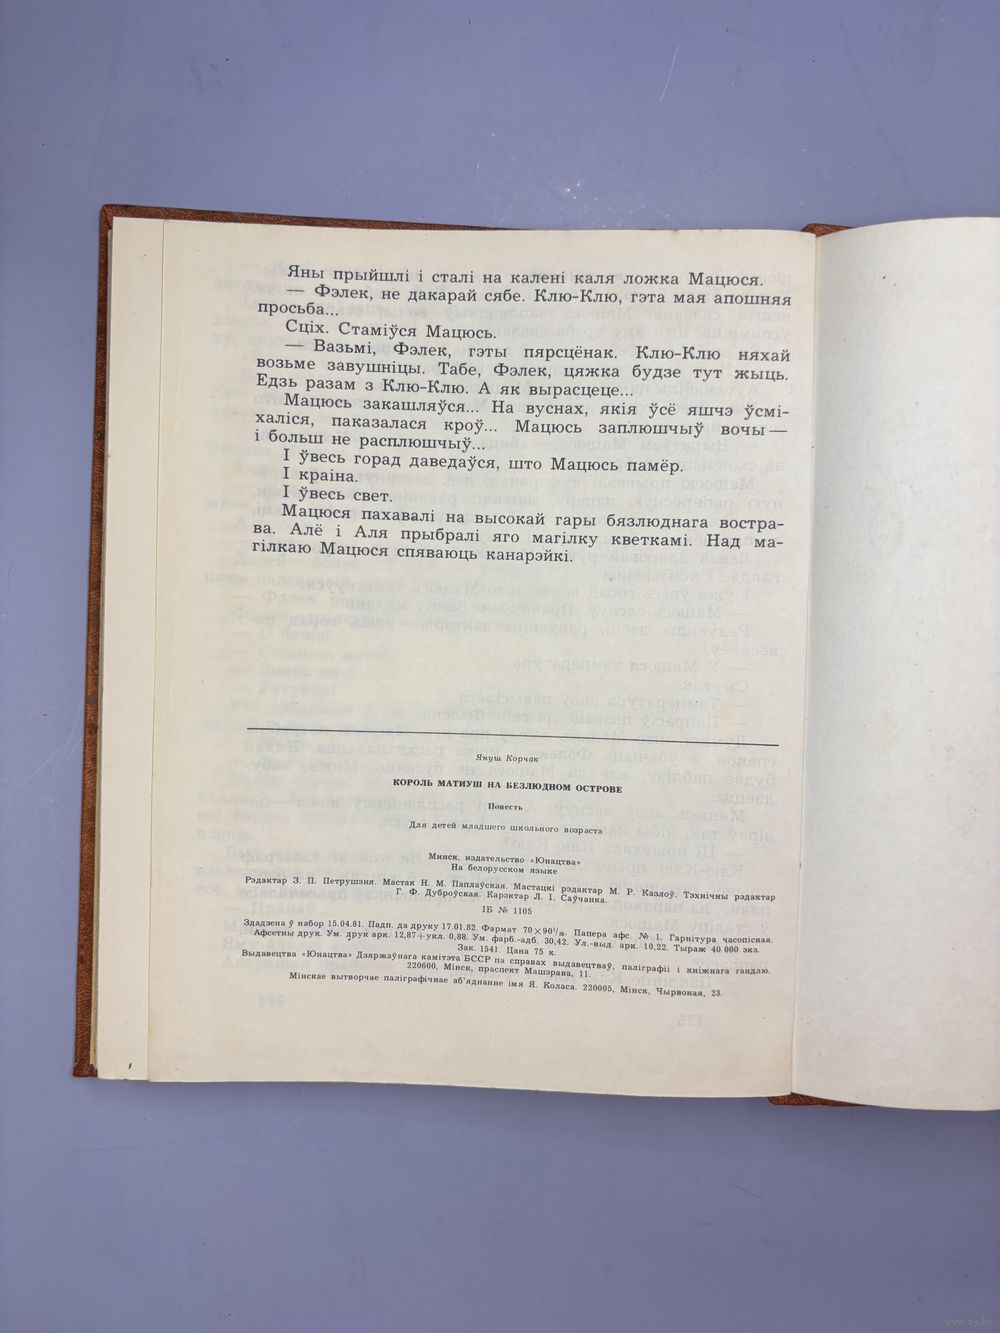 Яны прыйшлі і сталі на калені каля ложка Мацюся.
— Фэлек, не дакарай сябе. Клю-Клю, гэта мая апошняя
просьба...
Сціх. Стаміўся Мацюсь.
— Вазьмі, Фэлек, гэты пярсцёнак. Клю-Клю няхай
возьме завушніцы. Табе, Фэлек, цяжка будзе тут жыць.
Едзь разам з Клю-Клю. А як вырасцеце...
Мацюсь закашляўся... На вуснах, якія ўсё яшчэ ўсмі-
халіся, паказалася кроў... Мацюсь заплюшчыў вочы —
і больш не расплюшчыў...
І ўвесь горад даведаўся, што Мацюсь памёр.
І краіна.
І ўвесь свет.
Мацюся пахавалі на высокай гары бязлюднага востра-
ва. Алё і Аля прыбралі яго магілку кветкамі. Над ма-
гілкаю Мацюся спяваюць канарэйкі.
Януш Корчак
КОРОЛЬ МАТИУШ НА БЕЗЛЮДНОМ ОСТРОВЕ
Повесть
Для детей младшего школьного возраста
Минск, издательство «Юнацтва»
На белорусском языке
Рэдактар З. П. Петрушэня. Мастак Н. М. Паплаўская. Мастацкі рэдактар М. Р. Казлоў. Тэхнічны рэдактар
Г. Ф. Дуброўская. Карэктар Л. І. Саўчанка.
ІБ № 1105
Здадзена ў набор 15.04.81. Падп. да друку 17.01.82. Фармат 70×90¹/₁₆. Папера афс. № 1. Гарнітура часопісная.
Афсетны друк. Ум. друк арк. 12,87+укл. 0,88. Ум. фарб.-адб. 30,42. Ул.-выд. арк. 10,22. Тыраж 40 000 экз.
Зак. 1541. Цана 75 к.
Выдавецтва «Юнацтва» Дзяржаўнага камітэта БССР па справах выдавецтваў, паліграфіі і кніжнага гандлю.
220600, Мінск, праспект Машэрава, 11.
Мінскае вытворчае паліграфічнае аб'яднанне імя Я. Коласа. 220005, Мінск, Чырвоная, 23.
www.ay.by